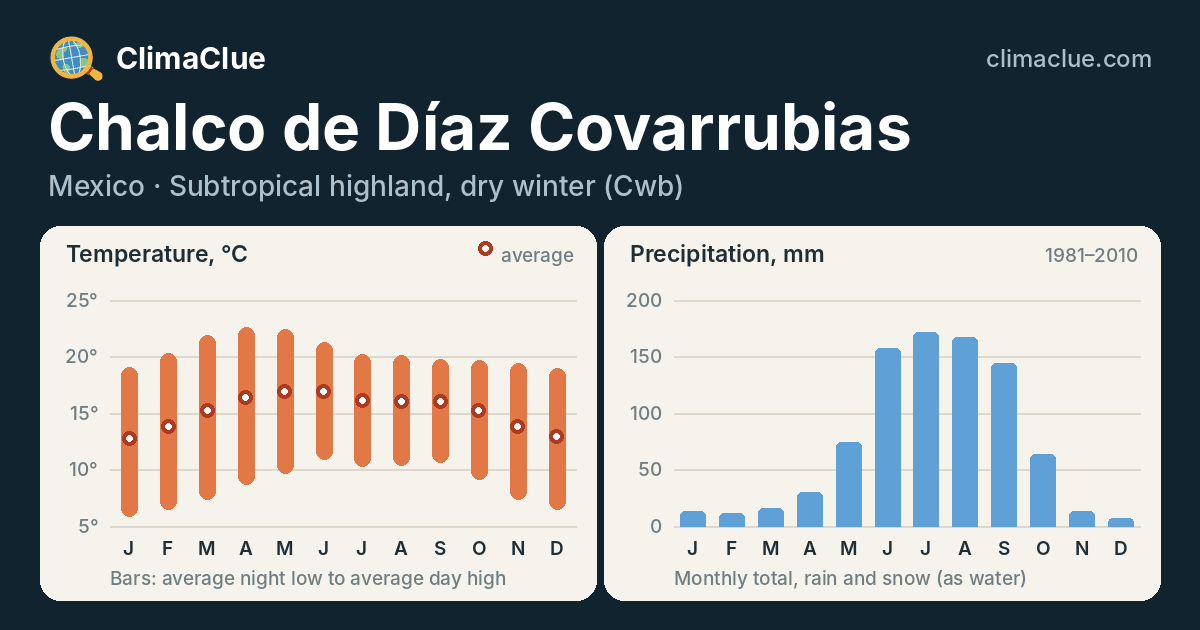 ClimaClue
climaclue.com
Chalco de Díaz Covarrubias
Mexico · Subtropical highland, dry winter (Cwb)
Temperature, °C
average
25°
20°
15°
10°
5°
J F M A M J J A S O N D
Bars: average night low to average day high
Precipitation, mm
1981–2010
200
150
100
50
0
J F M A M J J A S O N D
Monthly total, rain and snow (as water)